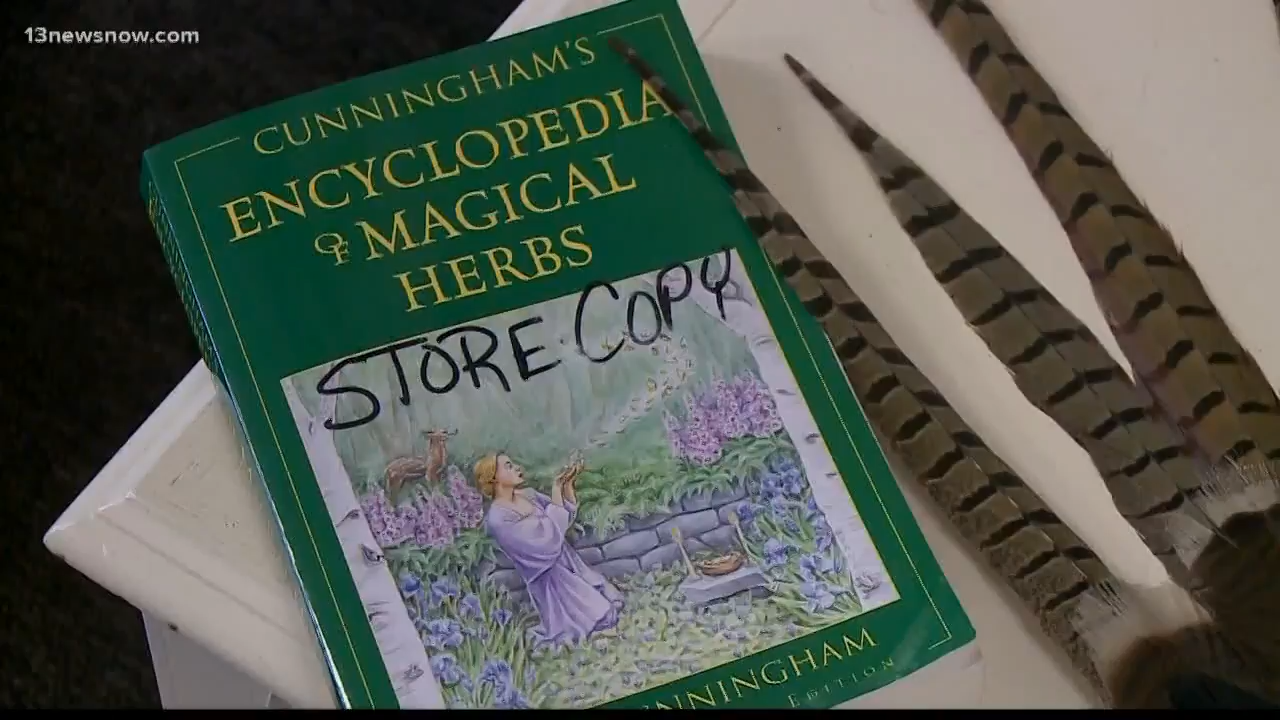 13newsnow.com
CUNNINGHAM'S
ENCYCLOPEDIA
OF MAGICAL
HERBS
STORE COPY
CUNNINGHAM
EDITION